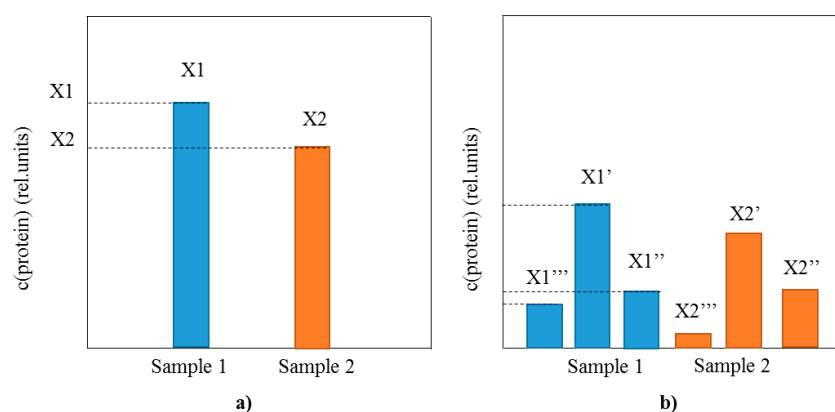 X1
X1
X2
X2
c(protein) (rel.units)
Sample 1
Sample 2
a)
X1’
X2’
X1’’’
X1’’
X2’’
X2’’’
c(protein) (rel.units)
Sample 1
Sample 2
b)